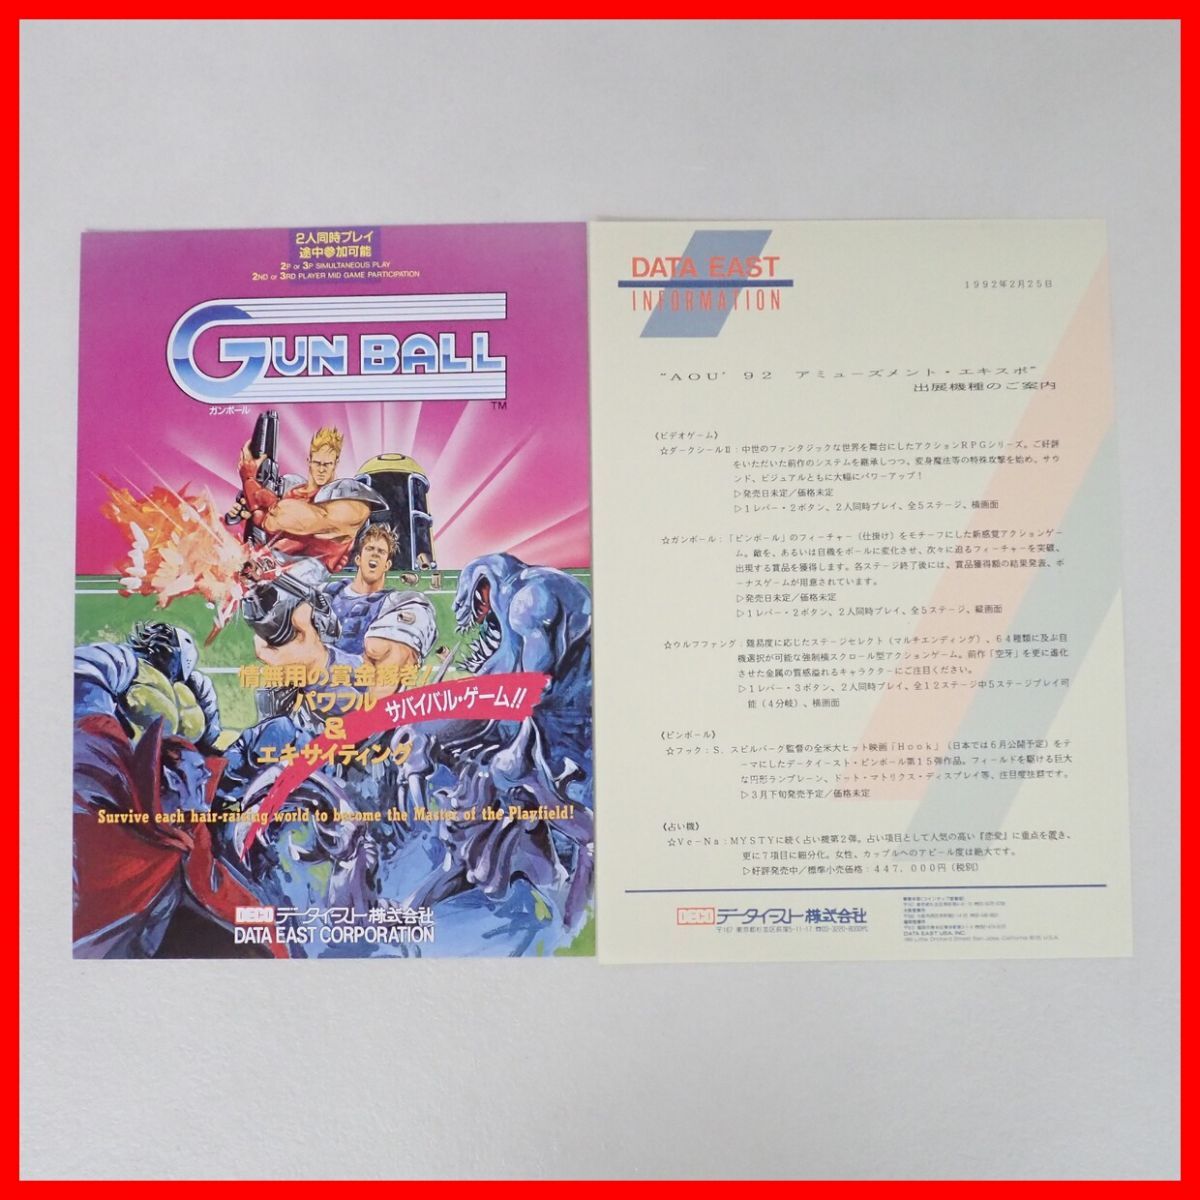 2人同時プレイ
途中参加可能
2P or 3P SIMULTANEOUS PLAY
2ND or 3RD PLAYER MID GAME PARTICIPATION
GUN BALL
TM
ガンボール
情無用の賞金稼ぎ!
パワフル
&
エキサイティング
サバイバル・ゲーム!!
Survive each hair-raising world to become the Master of the Playfield!
DECO データイースト株式会社
DATA EAST CORPORATION
DATA EAST
INFORMATION
1992年2月25日
“AOU'92 アミューズメント・エキスポ”
出展機種のご案内
《ビデオゲーム》
☆ダークシールⅡ：中世のファンタジックな世界を舞台にしたアクションRPGシリーズ。ご好評
をいただいた前作のシステムを継承しつつ、変身魔法等の特殊攻撃を始め、サウ
ンド、ビジュアルともに大幅にパワーアップ！
▷発売日未定／価格未定
▷1レバー・2ボタン、2人同時プレイ、全5ステージ、横画面
☆ガンボール：「ピンボール」のフィーチャー（仕掛け）をモチーフにした新感覚アクションゲー
ム。敵を、あるいは自機をボールに変化させ、次々に迫るフィーチャーを突破、
出現する賞品を獲得します。各ステージ終了後には、賞品獲得額の結果発表、ボ
ーナスゲームが用意されています。
▷発売日未定／価格未定
▷1レバー・2ボタン、2人同時プレイ、全5ステージ、縦画面
☆ウルフファング：難易度に応じたステージセレクト（マルチエンディング）、64種類に及ぶ自
機選択が可能な強制横スクロール型アクションゲーム。前作「空牙」を更に進化
させた金属の質感溢れるキャラクターにご注目ください。
▷1レバー・3ボタン、2人同時プレイ、全12ステージ中5ステージプレイ可
能（4分岐）、横画面
《ピンボール》
☆フック：S．スピルバーグ監督の全米大ヒット映画「Hook」（日本では6月公開予定）をテ
ーマにしたデータイースト・ピンボール第15弾作品。フィールドを駆ける巨大
な円形ランプレーン、ドット・マトリクス・ディスプレイ等、注目度抜群です。
▷3月下旬発売予定／価格未定
《占い機》
☆Ve-Na：MYSTYに続く占い機第2弾。占い項目として人気の高い『恋愛』に重点を置き、
更に7項目に細分化。女性、カップルへのアピール度は絶大です。
▷好評発売中／標準小売価格：447,000円（税別）
DECO データイースト株式会社
〒167 東京都杉並区荻窪5-11-17 ☎03-3220-8000代
DATA EAST USA, INC.